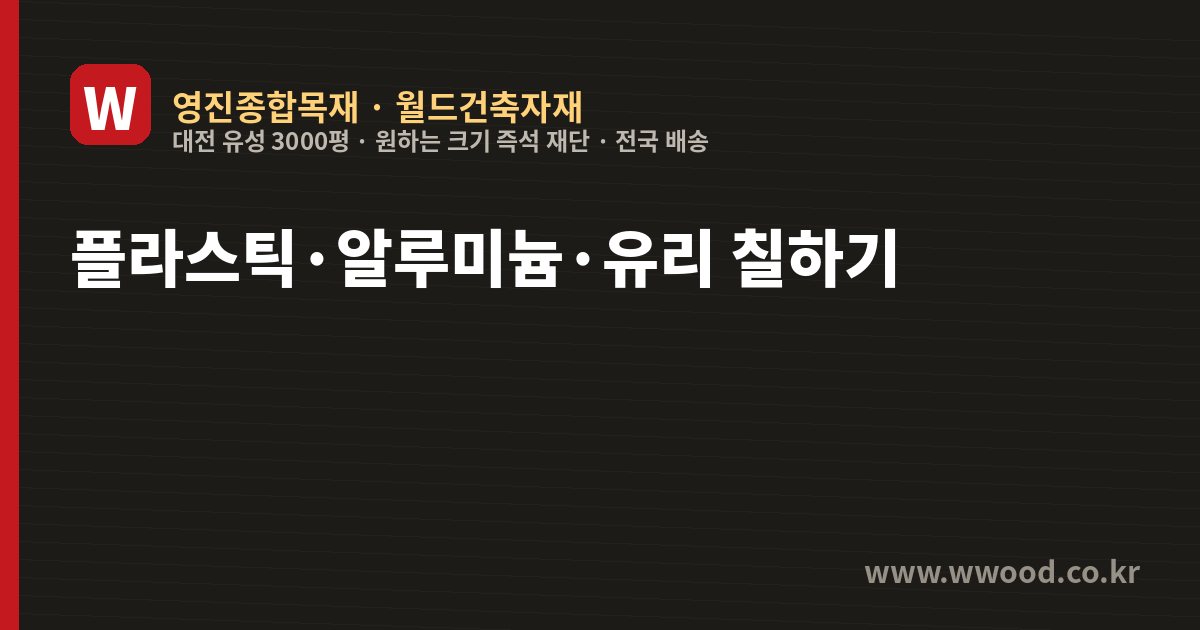 W
영진종합목재 · 월드건축자재
대전 유성 3000평 · 원하는 크기 즉석 재단 · 전국 배송
플라스틱·알루미늄·유리 칠하기
www.wwood.co.kr